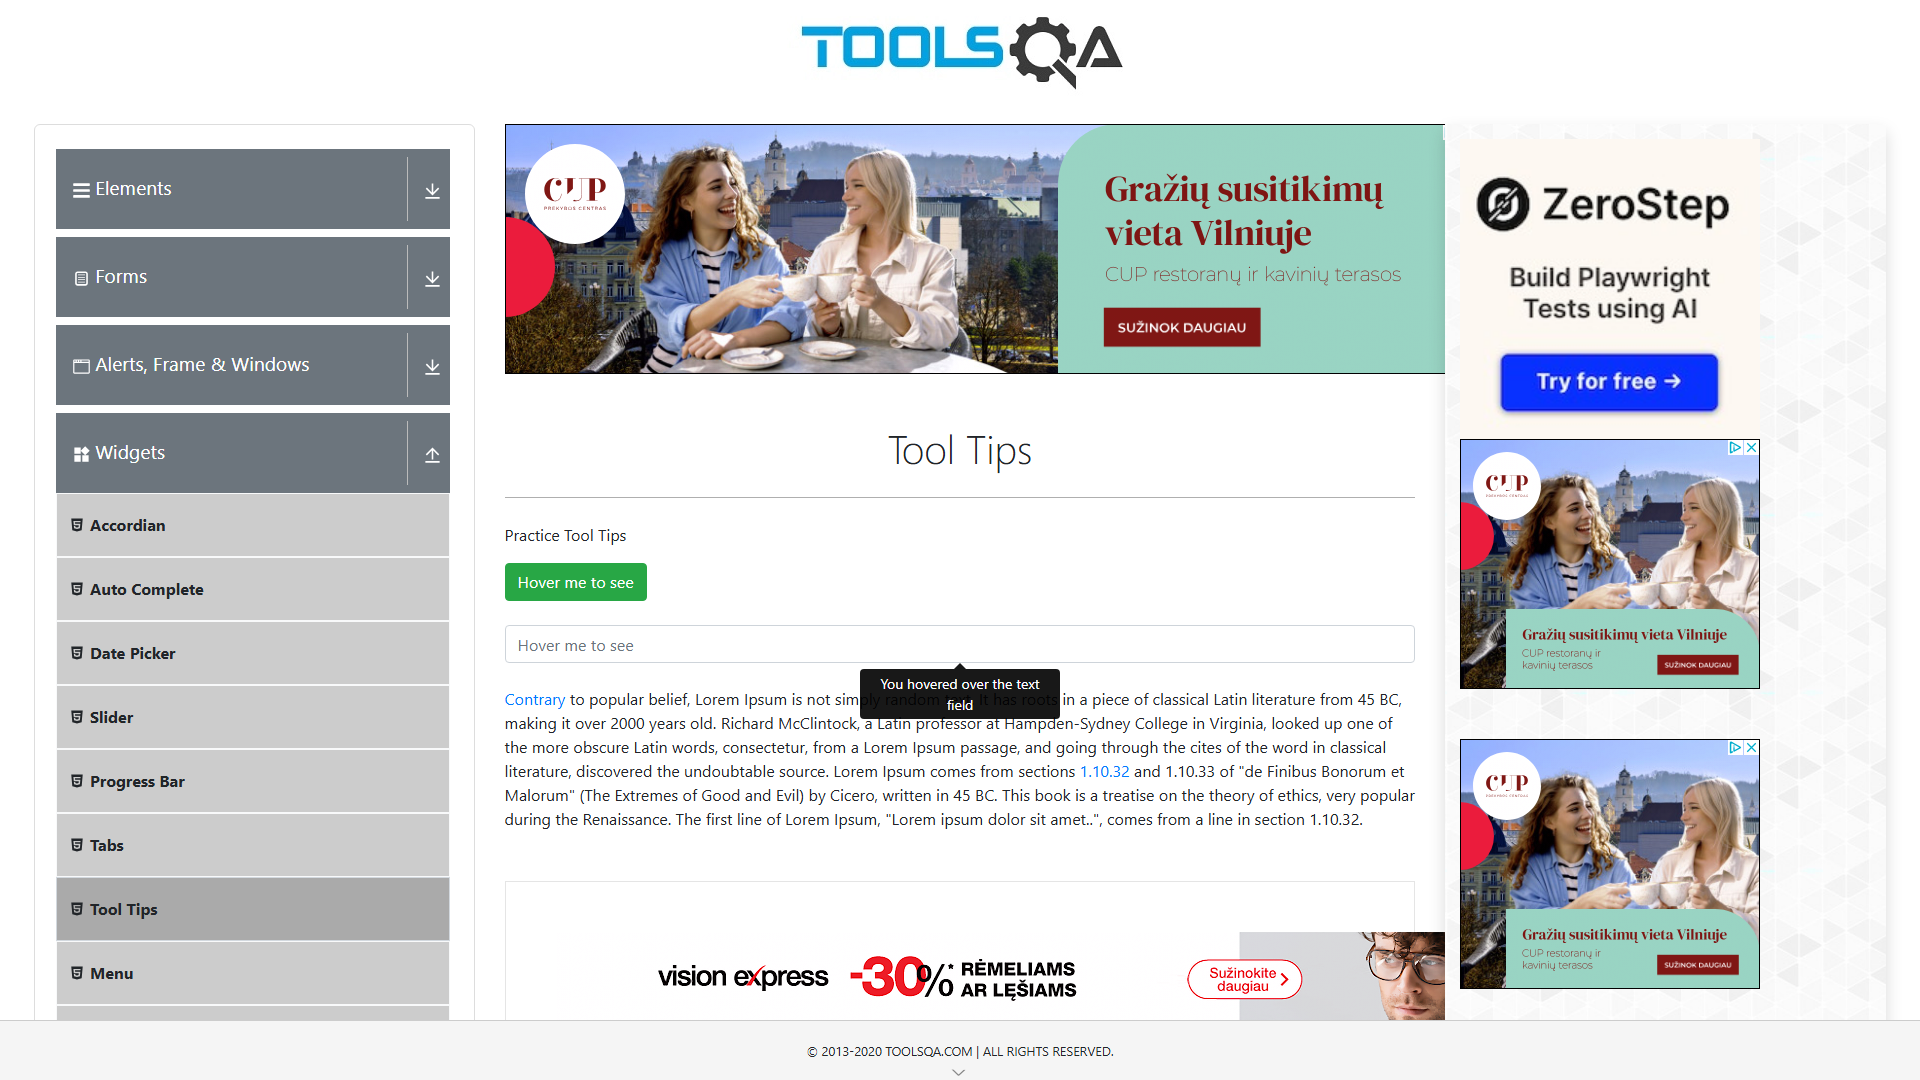 TOOLSQA
Elements
Forms
Alerts, Frame & Windows
Widgets
Accordian
Auto Complete
Date Picker
Slider
Progress Bar
Tabs
Tool Tips
Menu
CUP
PREKYBOS CENTRAS
Gražių susitikimų
vieta Vilniuje
CUP restoranų ir kavinių terasos
SUŽINOK DAUGIAU
Tool Tips
Practice Tool Tips
Hover me to see
Hover me to see
You hovered over the text
field
Contrary to popular belief, Lorem Ipsum is not simply random text. It has roots in a piece of classical Latin literature from 45 BC,
making it over 2000 years old. Richard McClintock, a Latin professor at Hampden-Sydney College in Virginia, looked up one of
the more obscure Latin words, consectetur, from a Lorem Ipsum passage, and going through the cites of the word in classical
literature, discovered the undoubtable source. Lorem Ipsum comes from sections 1.10.32 and 1.10.33 of "de Finibus Bonorum et
Malorum" (The Extremes of Good and Evil) by Cicero, written in 45 BC. This book is a treatise on the theory of ethics, very popular
during the Renaissance. The first line of Lorem Ipsum, "Lorem ipsum dolor sit amet..", comes from a line in section 1.10.32.
vision express
-30%* RĖMELIAMS
AR LĘŠIAMS
Sužinokite
daugiau
ZeroStep
Build Playwright
Tests using AI
Try for free →
CUP
PREKYBOS CENTRAS
Gražių susitikimų vieta Vilniuje
CUP restoranų ir
kavinių terasos
SUŽINOK DAUGIAU
CUP
PREKYBOS CENTRAS
Gražių susitikimų vieta Vilniuje
CUP restoranų ir
kavinių terasos
SUŽINOK DAUGIAU
© 2013-2020 TOOLSQA.COM | ALL RIGHTS RESERVED.